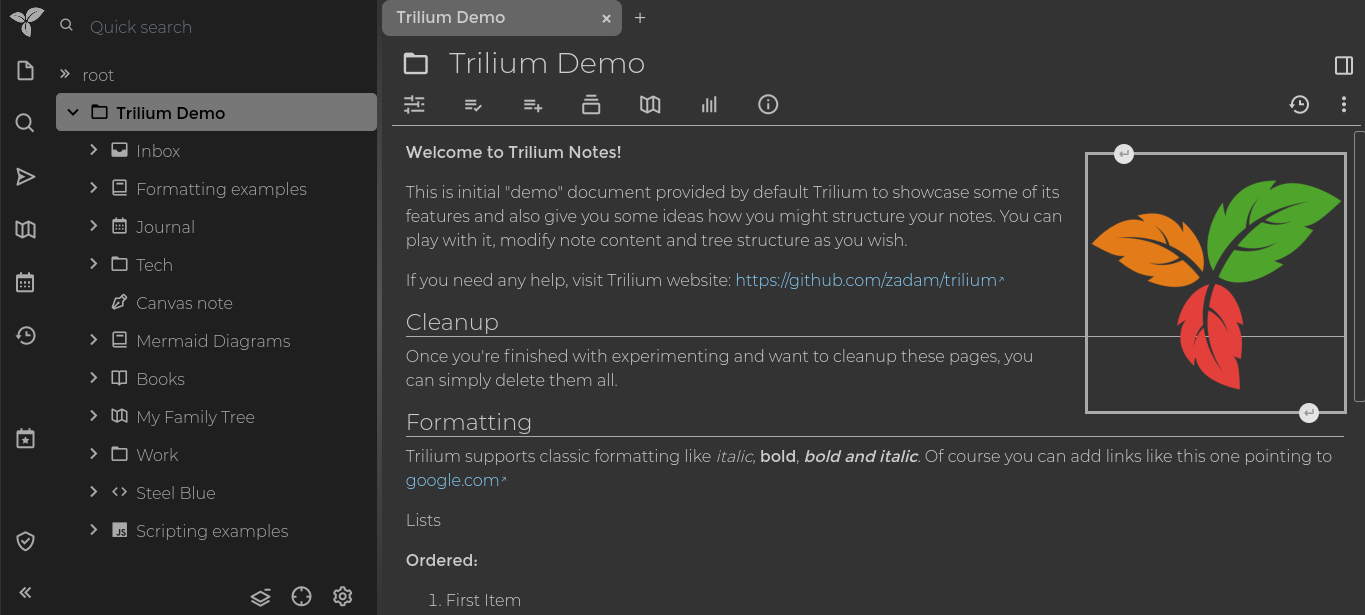 Quick search
root
Trilium Demo
Inbox
Formatting examples
Journal
Tech
Canvas note
Mermaid Diagrams
Books
My Family Tree
Work
Steel Blue
JS Scripting examples
Trilium Demo
Trilium Demo
Welcome to Trilium Notes!
This is initial "demo" document provided by default Trilium to showcase some of its
features and also give you some ideas how you might structure your notes. You can
play with it, modify note content and tree structure as you wish.
If you need any help, visit Trilium website: https://github.com/zadam/trilium
Cleanup
Once you're finished with experimenting and want to cleanup these pages, you
can simply delete them all.
Formatting
Trilium supports classic formatting like italic, bold, bold and italic. Of course you can add links like this one pointing to
google.com
Lists
Ordered:
1. First Item